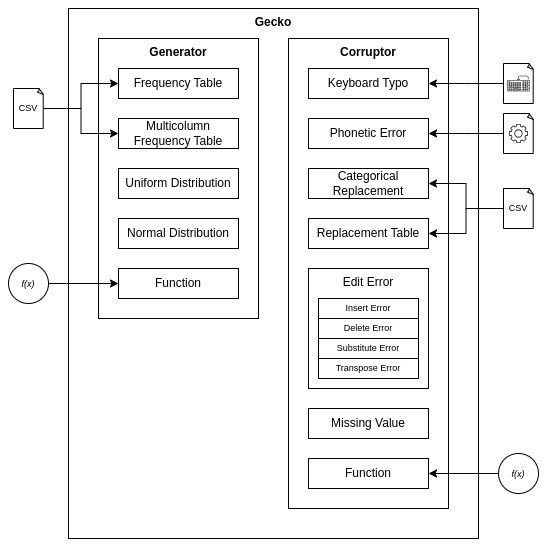 Gecko
Generator
Frequency Table
Multicolumn
Frequency Table
Uniform Distribution
Normal Distribution
Function
CSV
f(x)
Corruptor
Keyboard Typo
Phonetic Error
Categorical
Replacement
Replacement Table
Edit Error
Insert Error
Delete Error
Substitute Error
Transpose Error
Missing Value
Function
CSV
f(x)